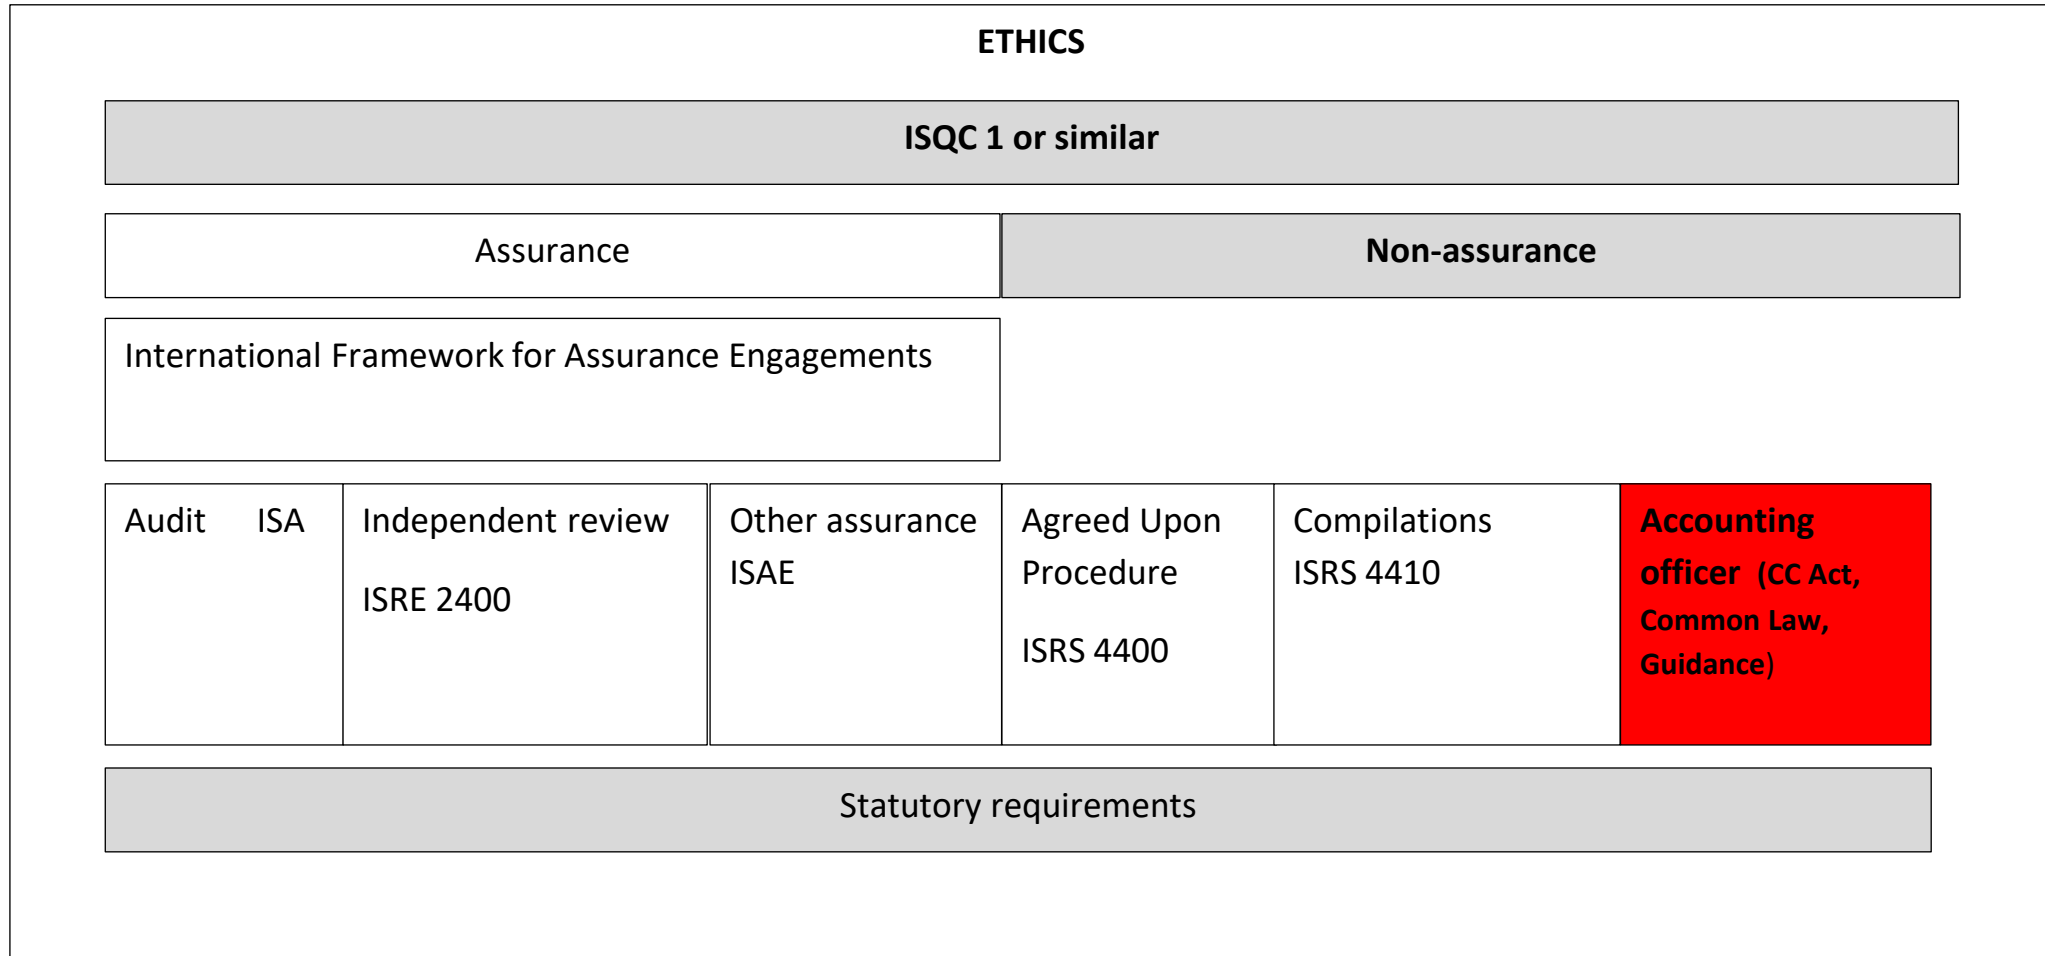 ETHICS
ISQC 1 or similar
Assurance
Non-assurance
International Framework for Assurance Engagements
Audit ISA
Independent review
ISRE 2400
Other assurance
ISAE
Agreed Upon
Procedure
ISRS 4400
Compilations
ISRS 4410
Accounting
officer (CC Act,
Common Law,
Guidance)
Statutory requirements